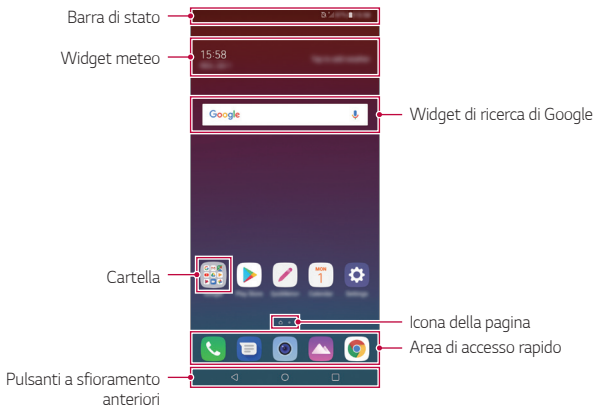 Barra di stato
Widget meteo
15:58
Google
Widget di ricerca di Google
MON
1
Cartella
Icona della pagina
Area di accesso rapido
Pulsanti a sfioramento
anteriori